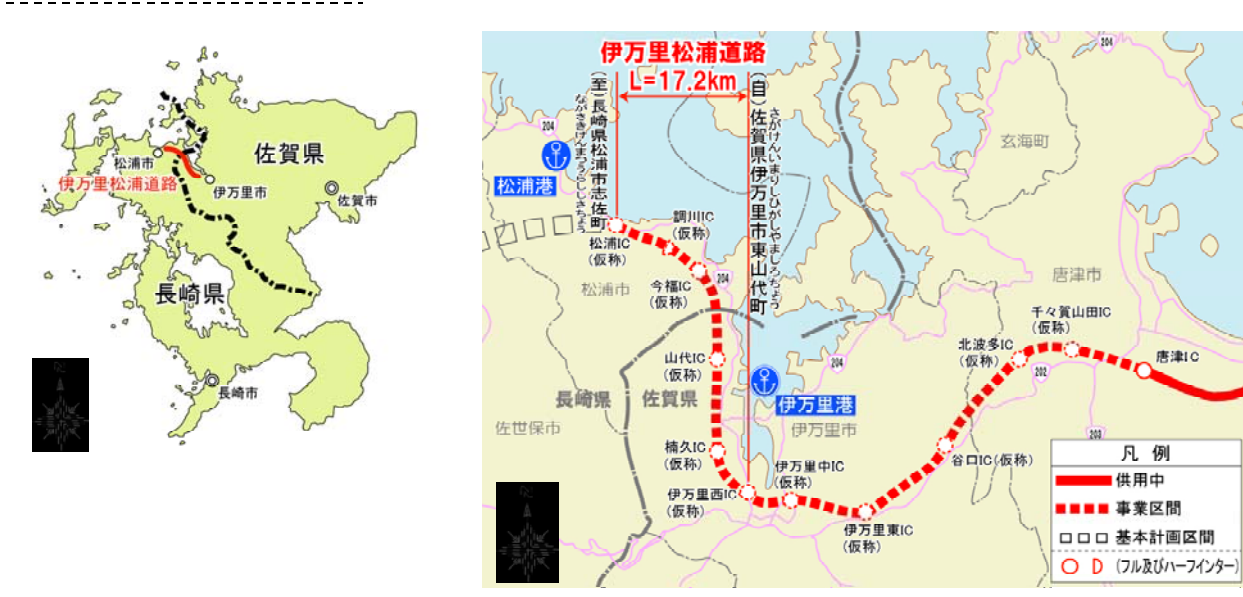 佐賀県
松浦市
伊万里松浦道路
伊万里市
佐賀市
長崎県
長崎市
伊万里松浦道路
L=17.2km
(至)長崎県松浦市志佐町
ながさきけんまつうらししさちょう
(自)佐賀県伊万里市東山代町
さがけんいまりしひがしやましろちょう
204
204
玄海町
松浦港
調川IC
(仮称)
松浦IC
(仮称)
204
松浦市
今福IC
(仮称)
唐津市
千々賀山田IC
(仮称)
北波多IC
(仮称)
唐津IC
山代IC
(仮称)
204
202
長崎県
佐賀県
伊万里港
佐世保市
伊万里市
203
楠久IC
(仮称)
伊万里中IC
(仮称)
谷口IC(仮称)
伊万里西IC
(仮称)
伊万里東IC
(仮称)
凡 例
供用中
事業区間
基本計画区間
(フル及びハーフインター)